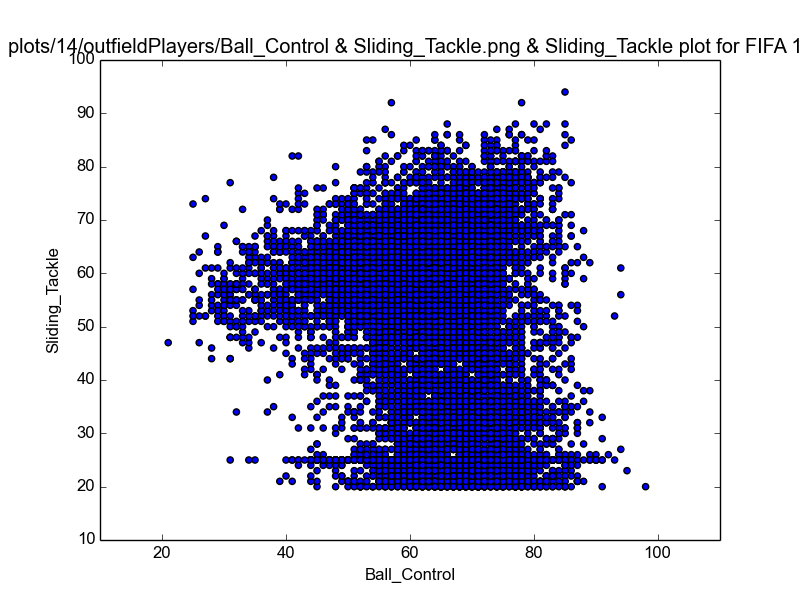 plots/14/outfieldPlayers/Ball_Control & Sliding_Tackle.png & Sliding_Tackle plot for FIFA 1
100
90
80
70
60
50
40
30
20
10
Sliding_Tackle
20 40 60 80 100
Ball_Control